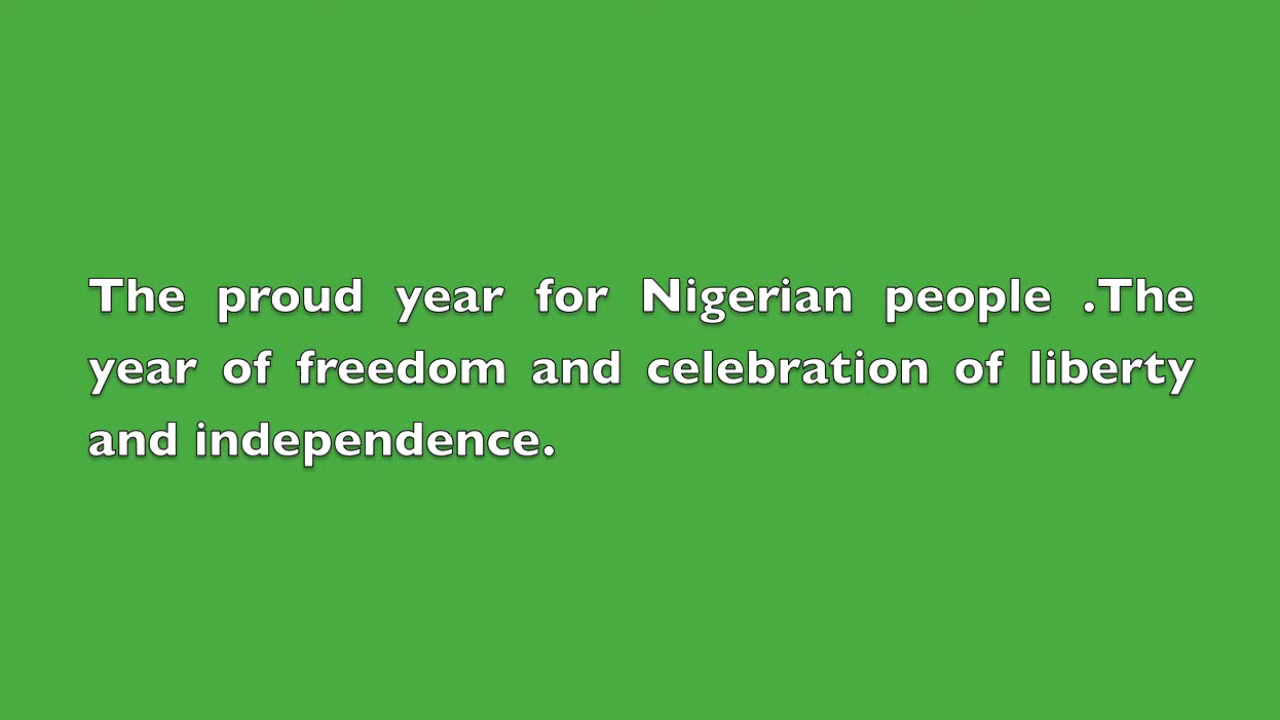 The proud year for Nigerian people .The
year of freedom and celebration of liberty
and independence.